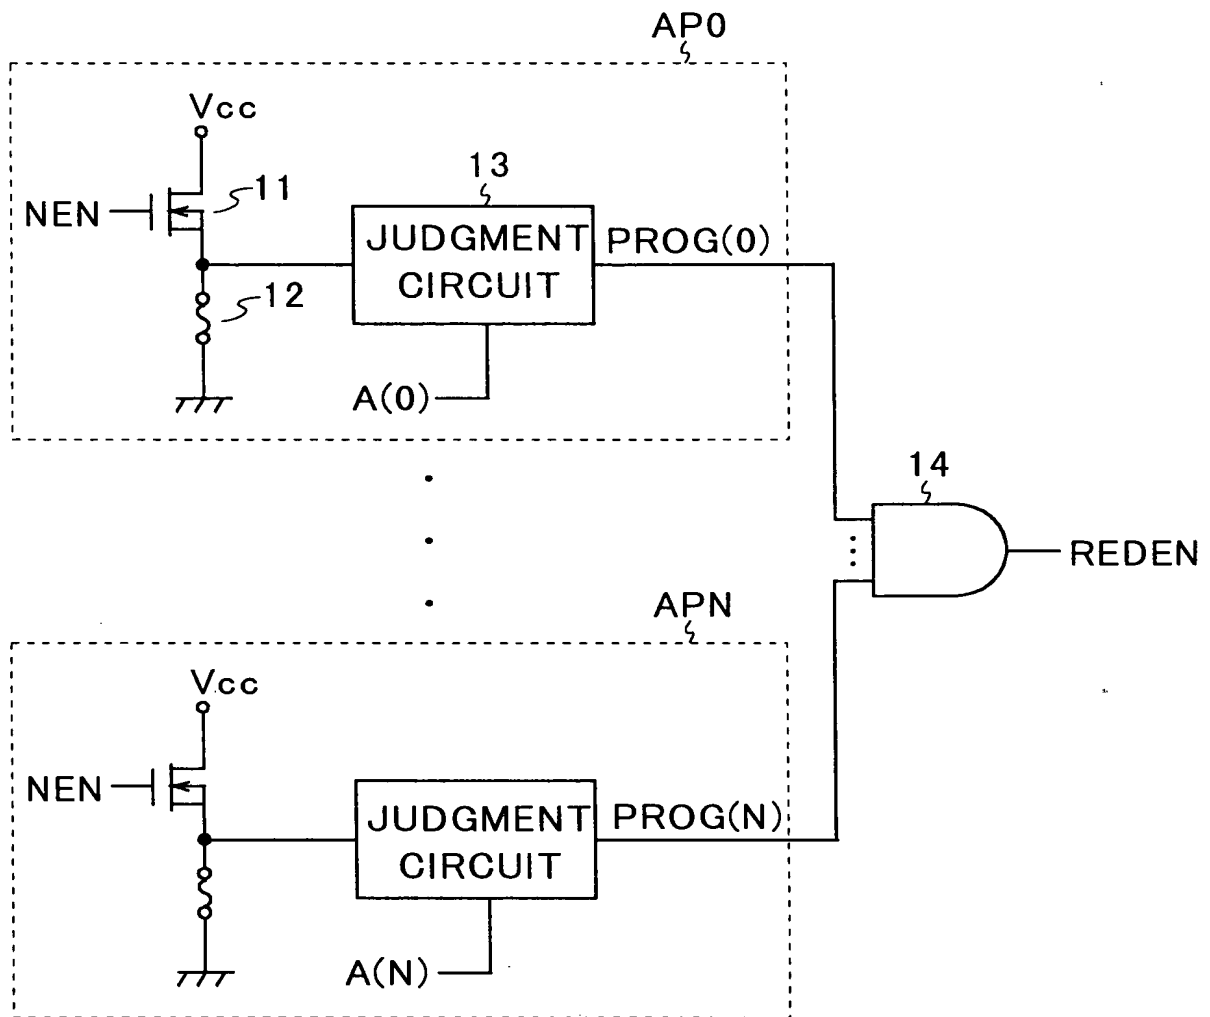 AP0
Vcc
NEN
11
13
JUDGMENT
CIRCUIT
PROG(0)
12
A(0)
14
REDEN
APN
Vcc
NEN
JUDGMENT
CIRCUIT
PROG(N)
A(N)